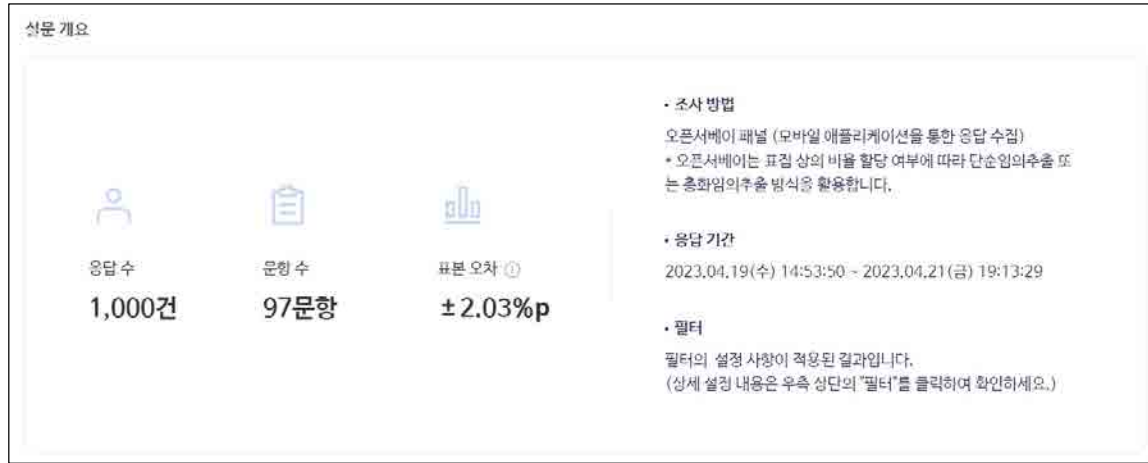 설문 개요
응답 수
1,000건
문항 수
97문항
표본 오차 ⓘ
±2.03%p
• 조사 방법
오픈서베이 패널 (모바일 애플리케이션을 통한 응답 수집)
* 오픈서베이는 표집 상의 비율 할당 여부에 따라 단순임의추출 또
는 층화임의추출 방식을 활용합니다.
• 응답 기간
2023.04.19(수) 14:53:50 ~ 2023.04.21(금) 19:13:29
• 필터
필터의 설정 사항이 적용된 결과입니다.
(상세 설정 내용은 우측 상단의 "필터"를 클릭하여 확인하세요.)